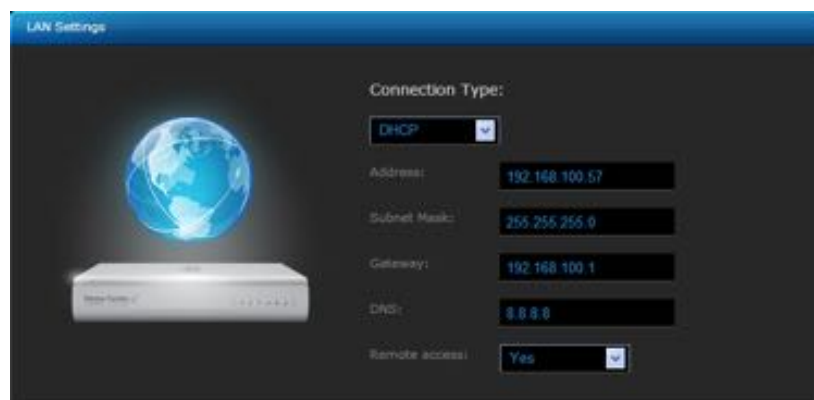 LAN Settings
Connection Type:
DHCP
Address: 192.168.100.57
Subnet Mask: 255.255.255.0
Gateway: 192.168.100.1
DNS: 8.8.8.8
Remote access: Yes